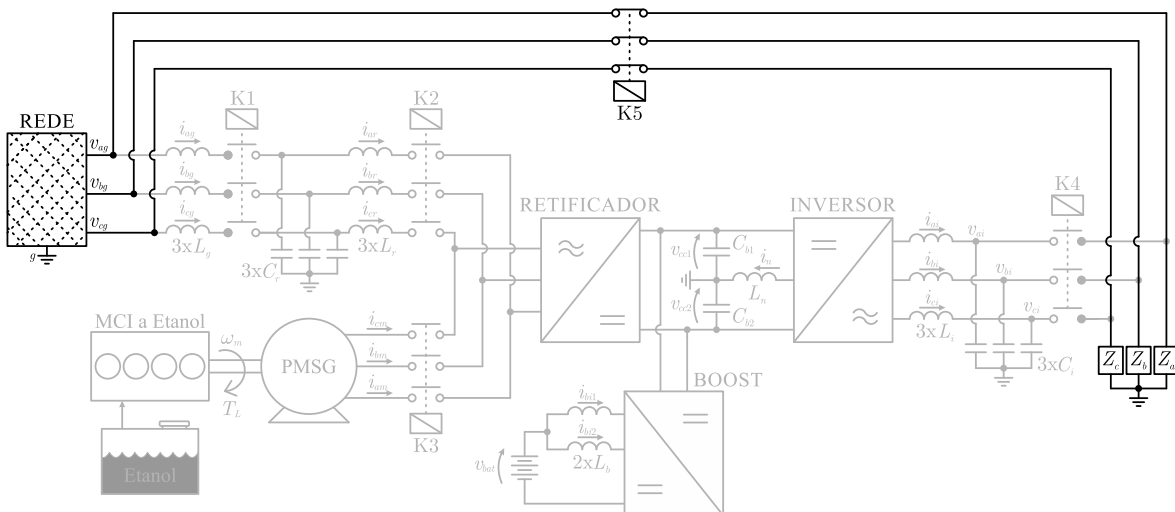 K5
REDE
v_ag
v_bg
v_cg
g
K1
K2
i_ag
i_bg
i_cg
3xL_g
3xC_r
i_ar
i_br
i_cr
3xL_r
RETIFICADOR
INVERSOR
K4
v_cc1
v_cc2
C_b1
C_b2
i_n
L_n
i_ai
i_bi
i_ci
3xL_i
v_ai
v_bi
v_ci
3xC_i
Z_c
Z_b
Z_a
MCI a Etanol
ω_m
T_L
PMSG
i_cm
i_bm
i_am
K3
Etanol
BOOST
i_bi1
i_bi2
2xL_b
v_bat